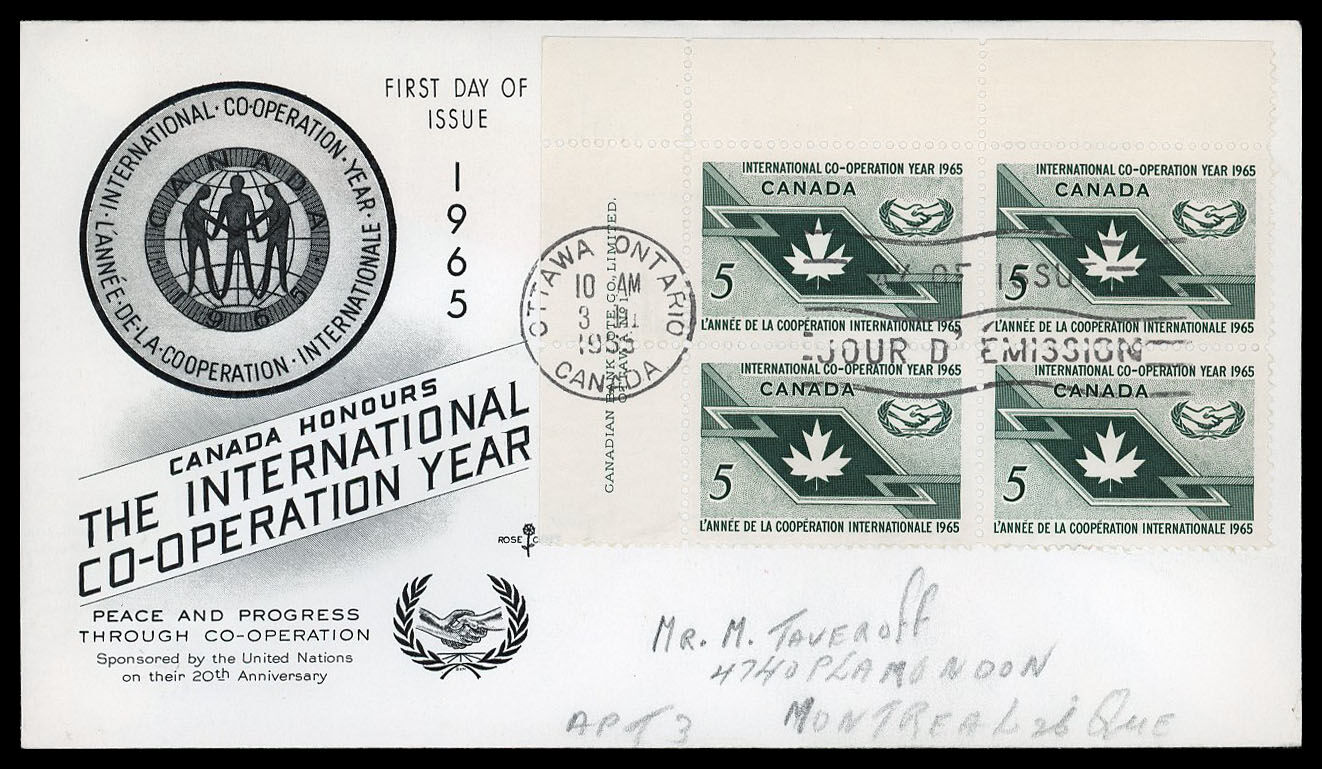 INTERNATIONAL · CO-OPERATION · YEAR ·
L'ANNÉE · DE · LA · COOPERATION · INTERNATIONALE
CANADA
1965
FIRST DAY OF
ISSUE
1
9
6
5
CANADA HONOURS
THE INTERNATIONAL
CO-OPERATION YEAR
ROSE C
PEACE AND PROGRESS
THROUGH CO-OPERATION
Sponsored by the United Nations
on their 20th Anniversary
CANADIAN BANK NOTE CO. LIMITED.
OTTAWA No 1
OTTAWA ONTARIO
10 AM
3
1965
CANADA
INTERNATIONAL CO-OPERATION YEAR 1965
CANADA
5
L'ANNÉE DE LA COOPÉRATION INTERNATIONALE 1965
INTERNATIONAL CO-OPERATION YEAR 1965
CANADA
5
L'ANNÉE DE LA COOPÉRATION INTERNATIONALE 1965
OF ISSUE
JOUR D'ÉMISSION
INTERNATIONAL CO-OPERATION YEAR 1965
CANADA
5
L'ANNÉE DE LA COOPÉRATION INTERNATIONALE 1965
INTERNATIONAL CO-OPERATION YEAR 1965
CANADA
5
L'ANNÉE DE LA COOPÉRATION INTERNATIONALE 1965
MR. M. TAVEROFF
4740 PLAMONDON
MONTREAL 26 QUE
APT 3